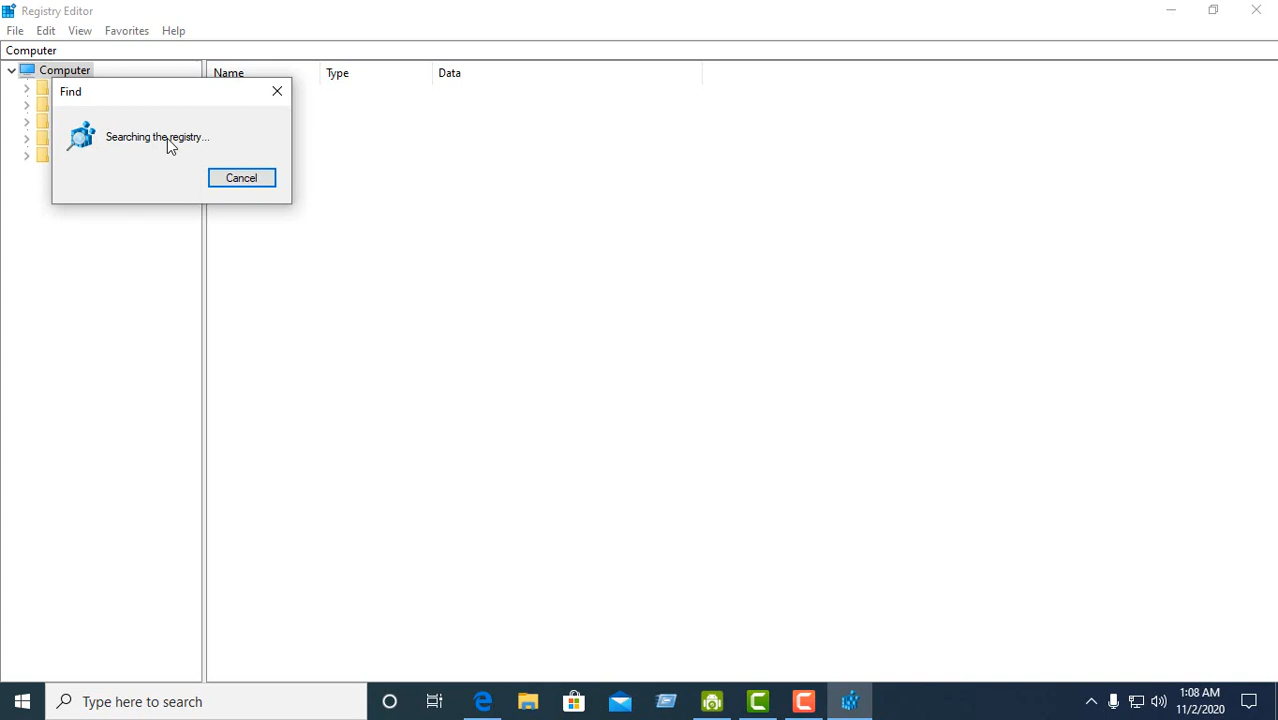 Registry Editor
File Edit View Favorites Help
Computer
Computer
Name Type Data
Find
Searching the registry...
Cancel
Type here to search
1:08 AM
11/2/2020